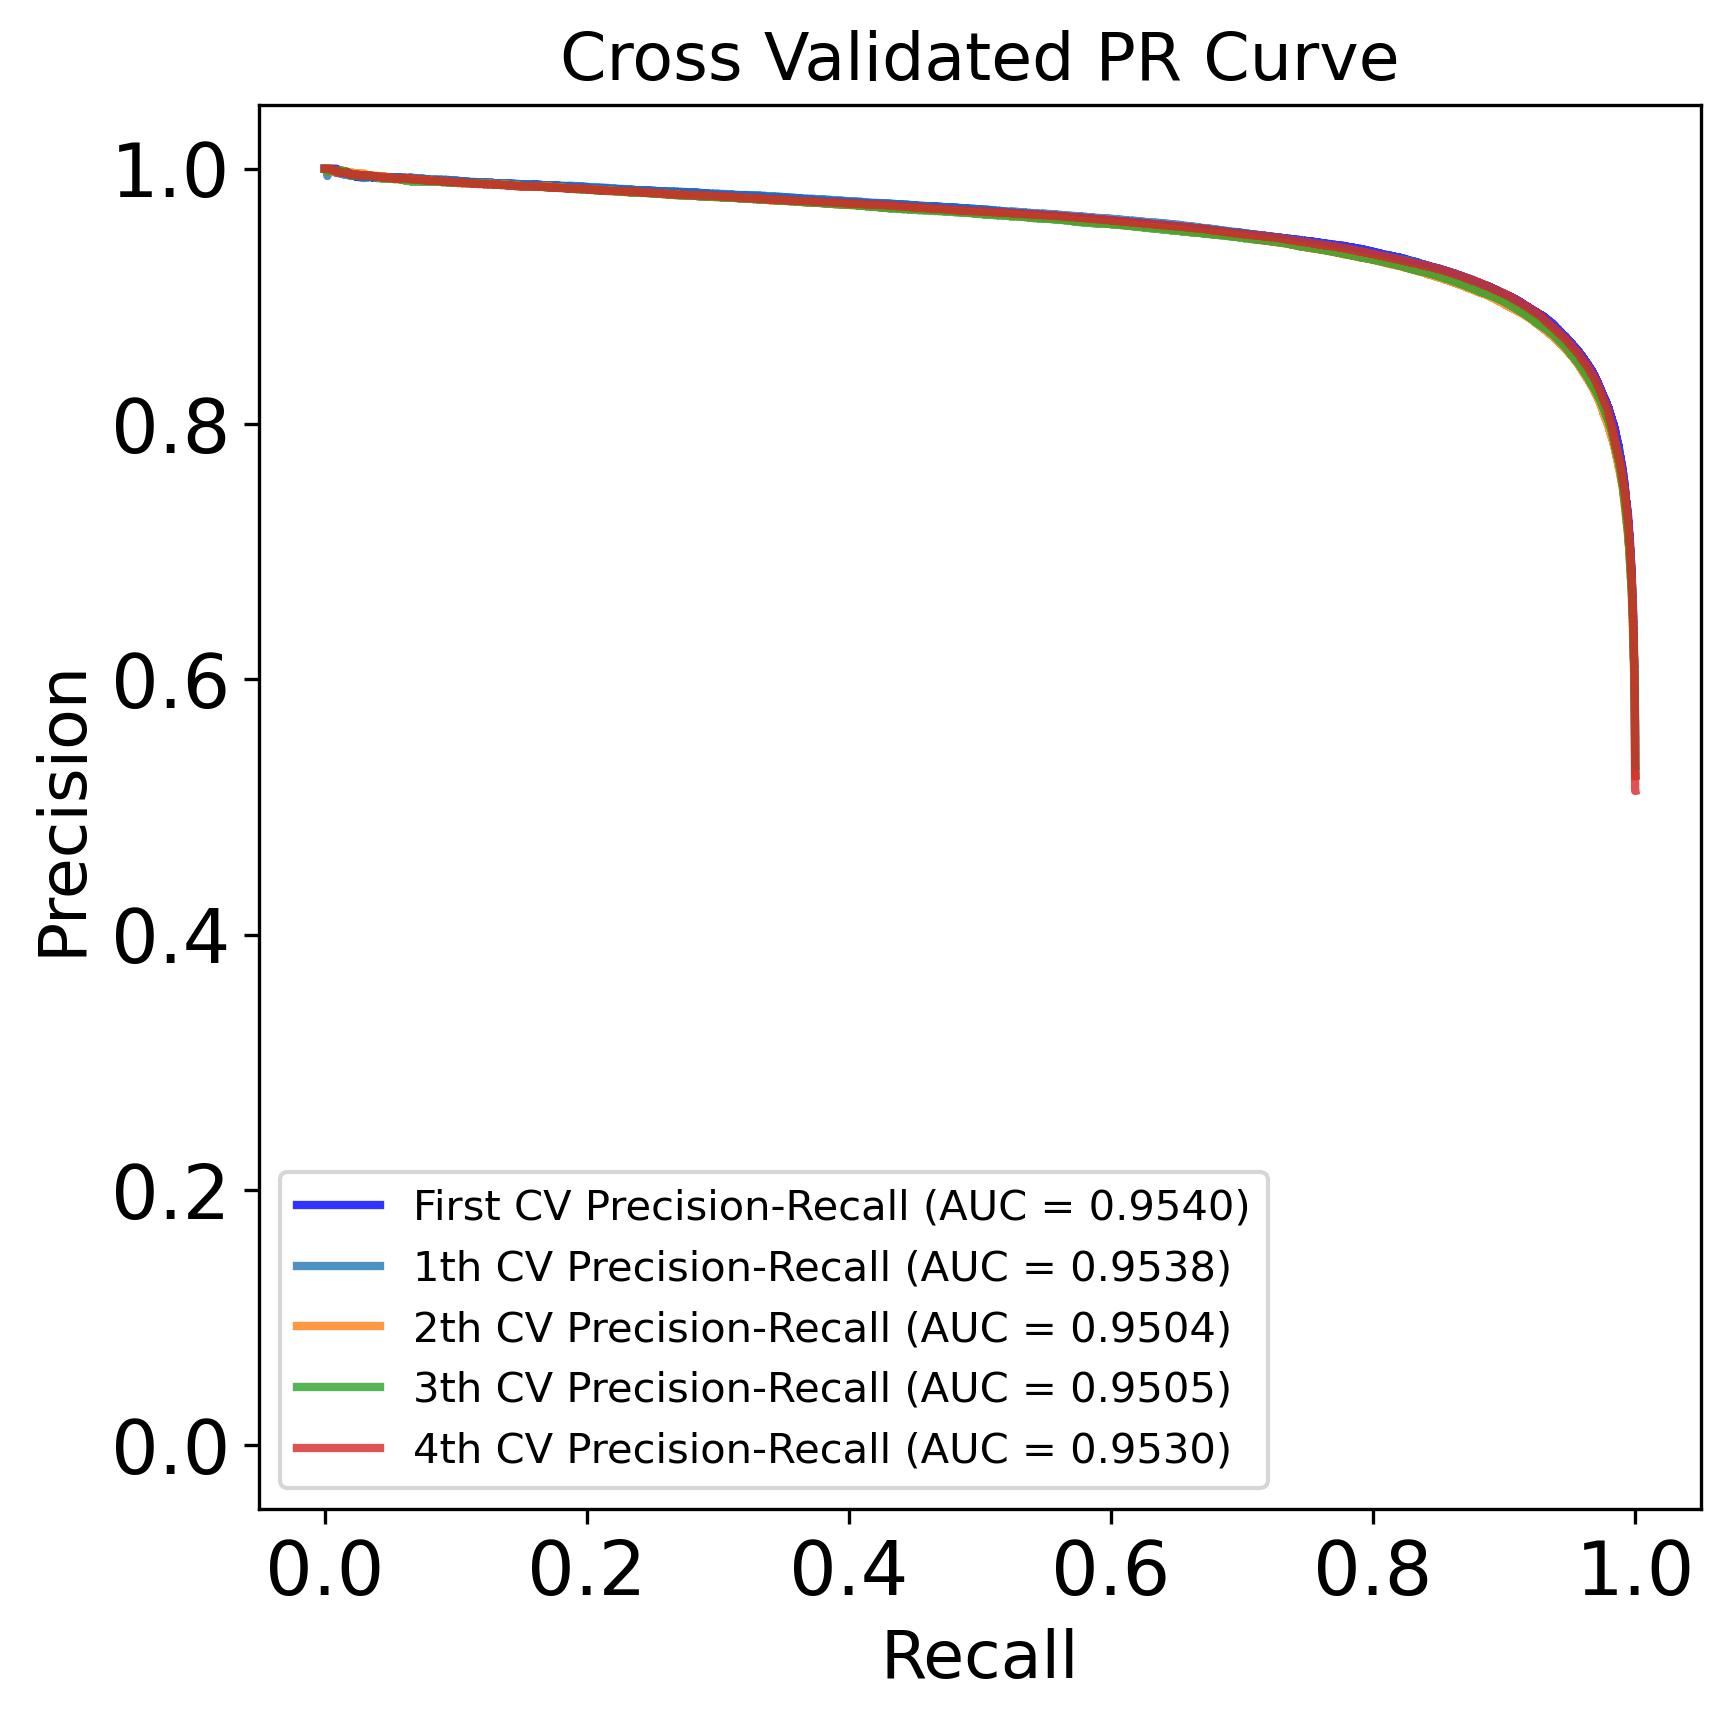 Cross Validated PR Curve
1.0
0.8
0.6
0.4
0.2
0.0
Precision
First CV Precision-Recall (AUC = 0.9540)
1th CV Precision-Recall (AUC = 0.9538)
2th CV Precision-Recall (AUC = 0.9504)
3th CV Precision-Recall (AUC = 0.9505)
4th CV Precision-Recall (AUC = 0.9530)
0.0 0.2 0.4 0.6 0.8 1.0
Recall